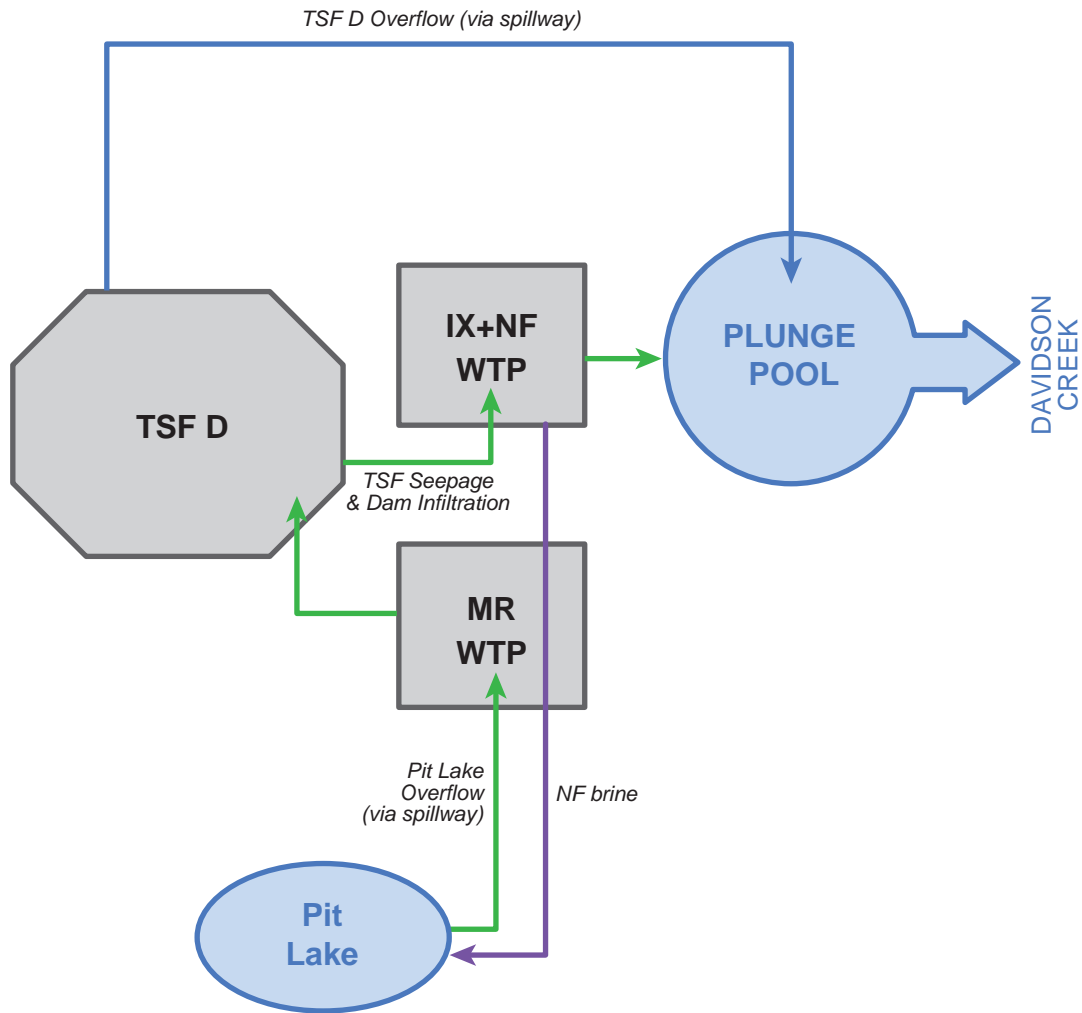 TSF D Overflow (via spillway)
IX+NF
WTP
PLUNGE
POOL
DAVIDSON
CREEK
TSF D
TSF Seepage
& Dam Infiltration
MR
WTP
Pit Lake
Overflow
(via spillway)
NF brine
Pit
Lake